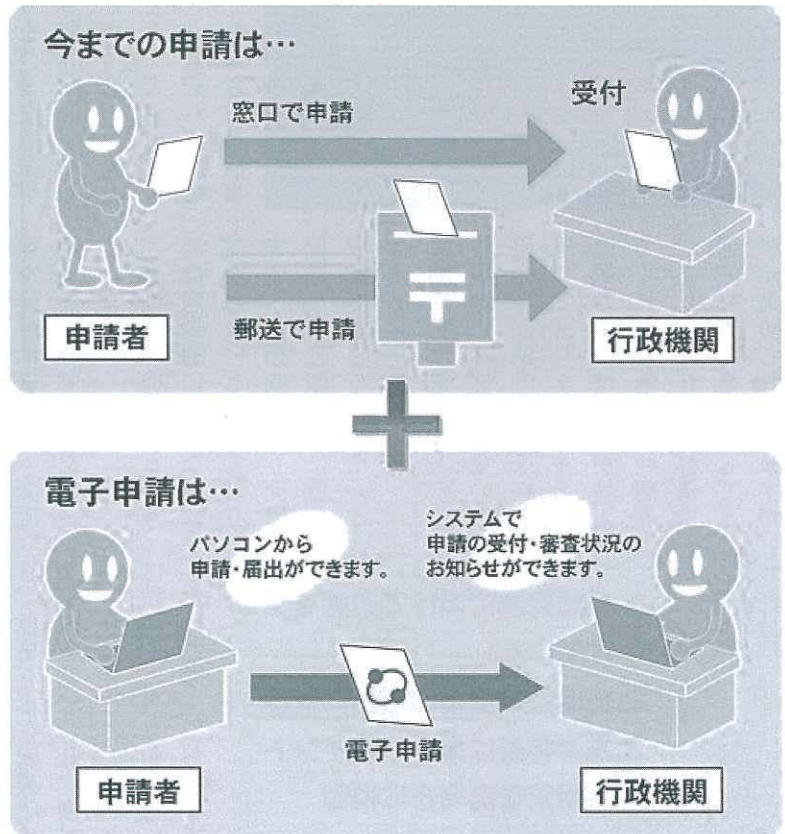 今までの申請は…
窓口で申請
受付
郵送で申請
申請者
行政機関
電子申請は…
パソコンから
申請・届出ができます。
システムで
申請の受付・審査状況の
お知らせができます。
電子申請
申請者
行政機関